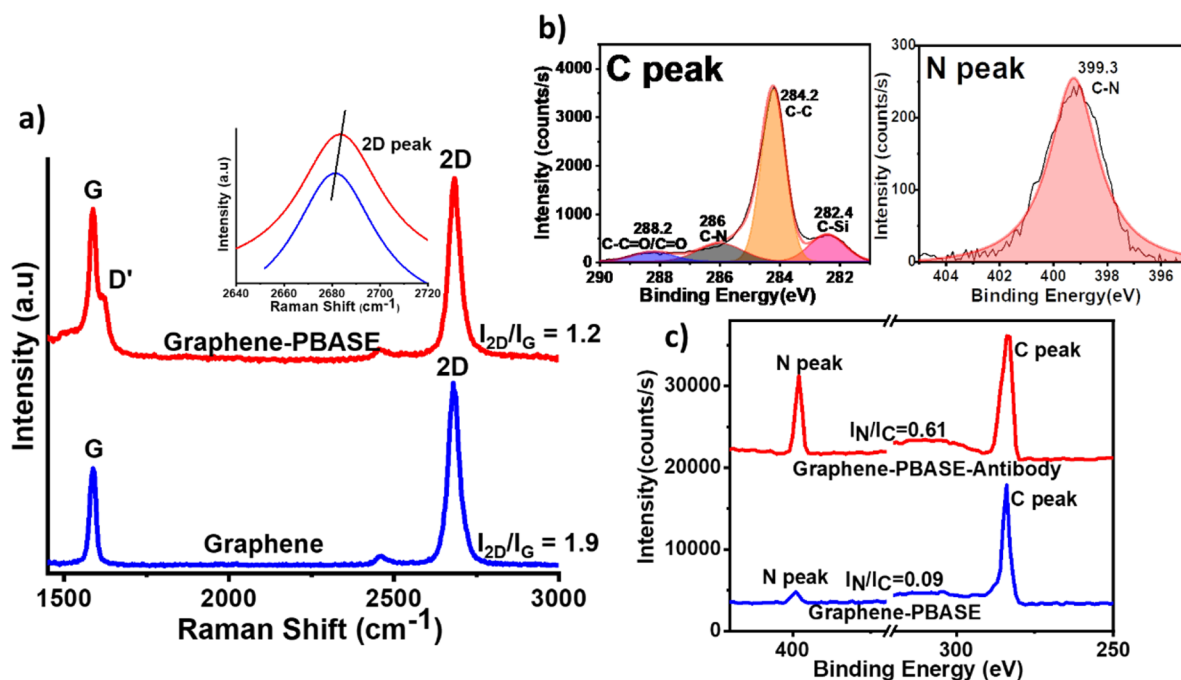 a)
Intensity (a.u)
G
D'
2D
Graphene-PBASE
I2D/IG = 1.2
G
2D
Graphene
I2D/IG = 1.9
1500 2000 2500 3000
Raman Shift (cm-1)
2D peak
Intensity (a.u)
2640 2660 2680 2700 2720
Raman Shift (cm-1)
b)
C peak
Intensity (counts/s)
4000
3000
2000
1000
0
284.2
C-C
288.2
C-C=O/C=O
286
C-N
282.4
C-Si
290 288 286 284 282
Binding Energy(eV)
N peak
Intensity (counts/s)
300
200
100
0
399.3
C-N
404 402 400 398 396
Binding Energy(eV)
c)
Intensity(counts/s)
30000
20000
10000
0
N peak
C peak
IN/IC=0.61
Graphene-PBASE-Antibody
C peak
N peak
IN/IC=0.09
Graphene-PBASE
400 300 250
Binding Energy (eV)